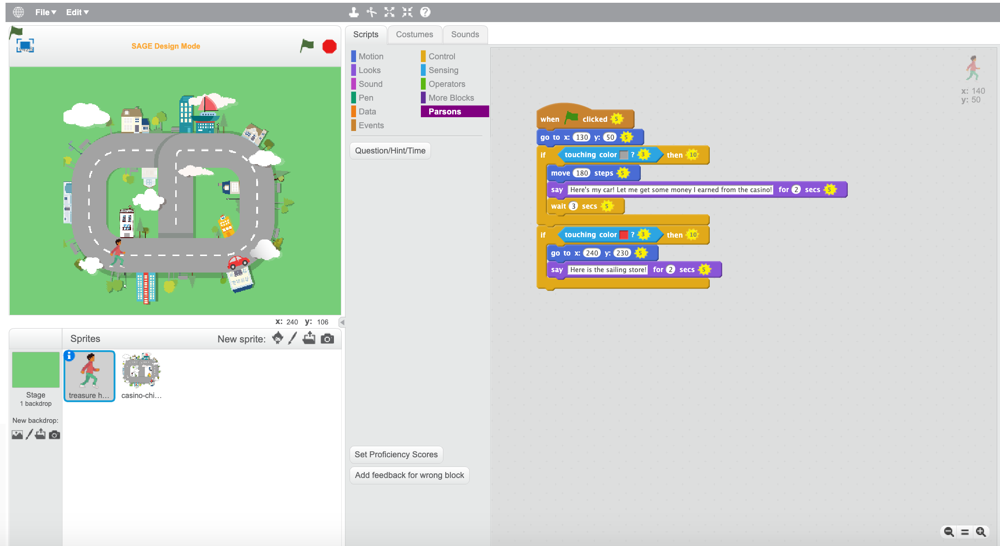 File ▾ Edit ▾
v426
SAGE Design Mode
x: 240 y: 106
Sprites
New sprite:
treasure h...
casino-chi...
Stage
1 backdrop
New backdrop:
Scripts
Costumes
Sounds
Motion
Looks
Sound
Pen
Data
Events
Control
Sensing
Operators
More Blocks
Parsons
Question/Hint/Time
Set Proficiency Scores
Add feedback for wrong block
when clicked 5
go to x: 130 y: 50 5
if touching color ? 3 then 10
move 180 steps 5
say Here's my car! Let me get some money I earned from the casino! for 2 secs 5
wait 3 secs 5
if touching color ? 3 then 10
go to x: 240 y: 230 5
say Here is the sailing store! for 2 secs 5
x: 140
y: 50